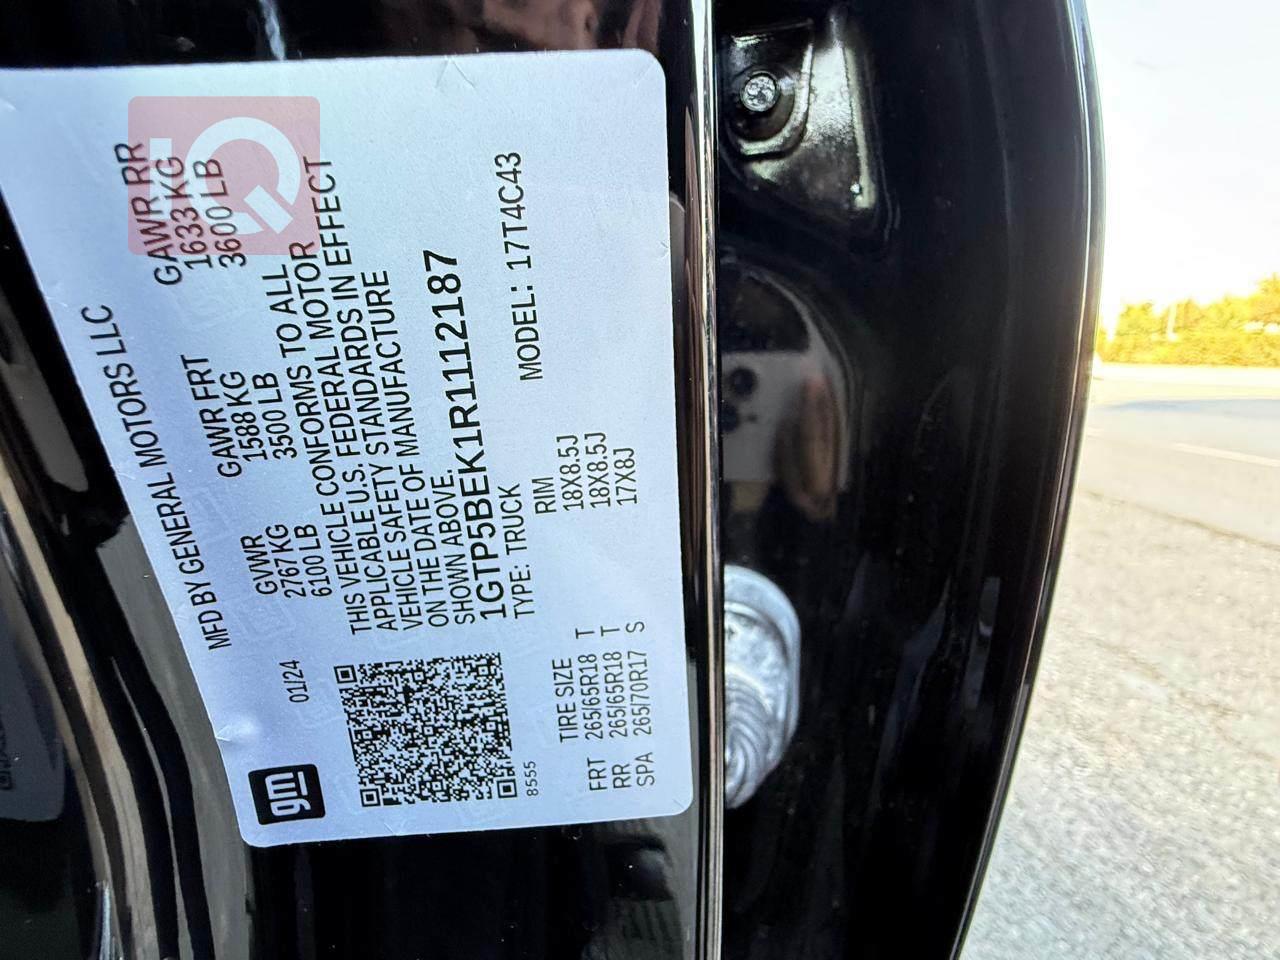 MFD BY GENERAL MOTORS LLC
01/24
GVWR GAWR FRT GAWR RR
2767 KG 1588 KG 1633 KG
6100 LB 3500 LB 3600 LB
THIS VEHICLE CONFORMS TO ALL
APPLICABLE U.S. FEDERAL MOTOR
VEHICLE SAFETY STANDARDS IN EFFECT
ON THE DATE OF MANUFACTURE
SHOWN ABOVE.
1GTP5BEK1R1112187
TYPE: TRUCK MODEL: 17T4C43
gm
8555
TIRE SIZE RIM
FRT 265/65R18 T 18X8.5J
RR 265/65R18 T 18X8.5J
SPA 265/70R17 S 17X8J
iQ